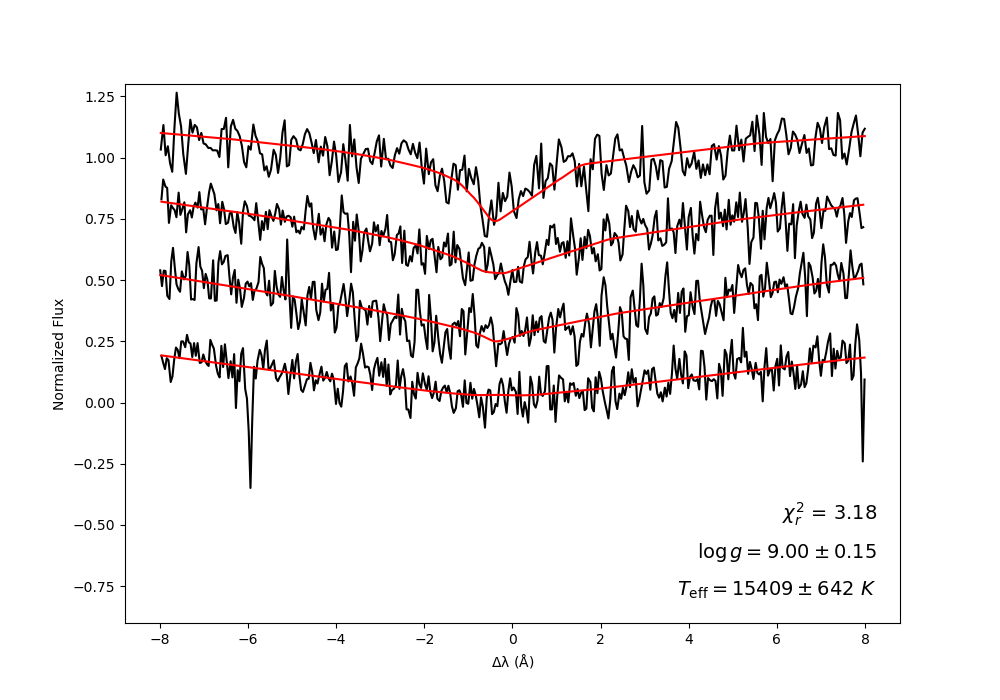 1.25
1.00
0.75
0.50
0.25
0.00
−0.25
−0.50
−0.75
Normalized Flux
χ²ᵣ = 3.18
log g = 9.00 ± 0.15
T_eff = 15409 ± 642 K
−8 −6 −4 −2 0 2 4 6 8
Δλ (Å)